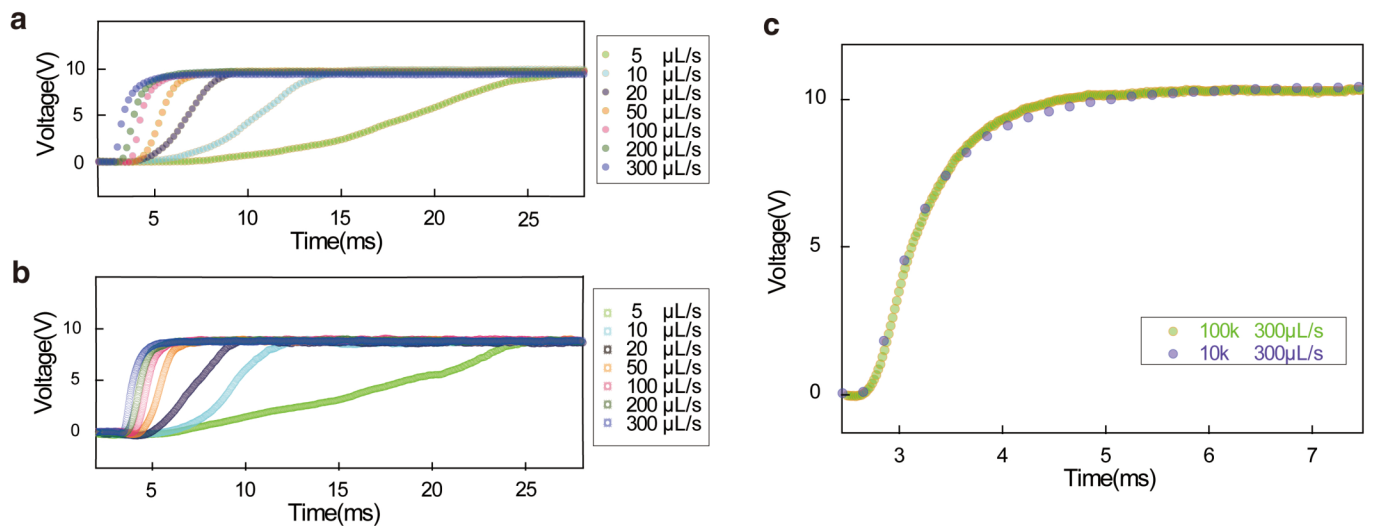 a
10
5
0
Voltage(V)
5 10 15 20 25
Time(ms)
5 µL/s
10 µL/s
20 µL/s
50 µL/s
100 µL/s
200 µL/s
300 µL/s
b
10
5
0
Voltage(V)
5 10 15 20 25
Time(ms)
5 µL/s
10 µL/s
20 µL/s
50 µL/s
100 µL/s
200 µL/s
300 µL/s
c
10
5
0
Voltage(V)
100k 300µL/s
10k 300µL/s
3 4 5 6 7
Time(ms)